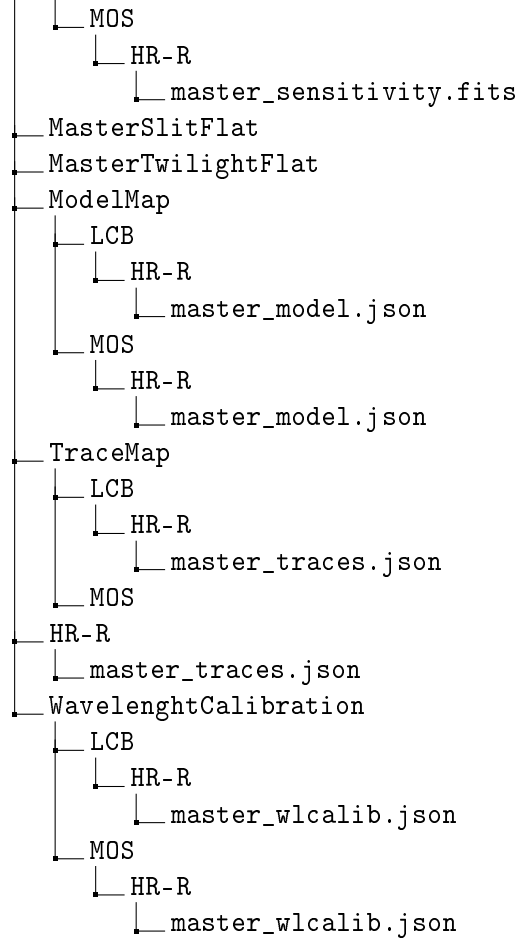 MOS
HR-R
master_sensitivity.fits
MasterSlitFlat
MasterTwilightFlat
ModelMap
LCB
HR-R
master_model.json
MOS
HR-R
master_model.json
TraceMap
LCB
HR-R
master_traces.json
MOS
HR-R
master_traces.json
WavelenghtCalibration
LCB
HR-R
master_wlcalib.json
MOS
HR-R
master_wlcalib.json